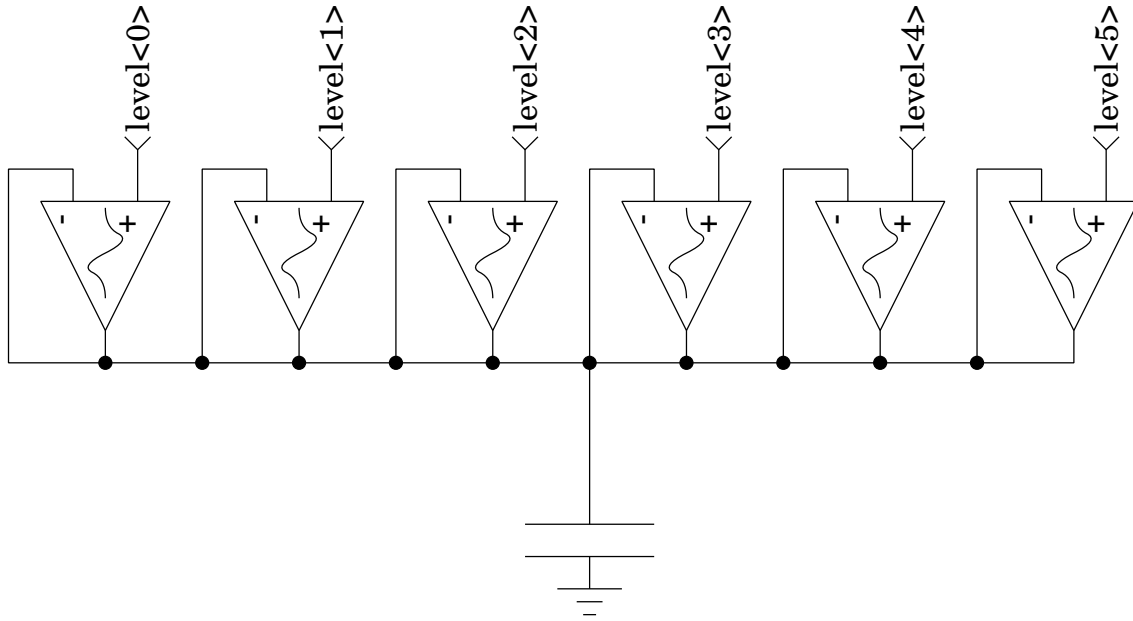 level<0>
level<1>
level<2>
level<3>
level<4>
level<5>
- +
- +
- +
- +
- +
- +